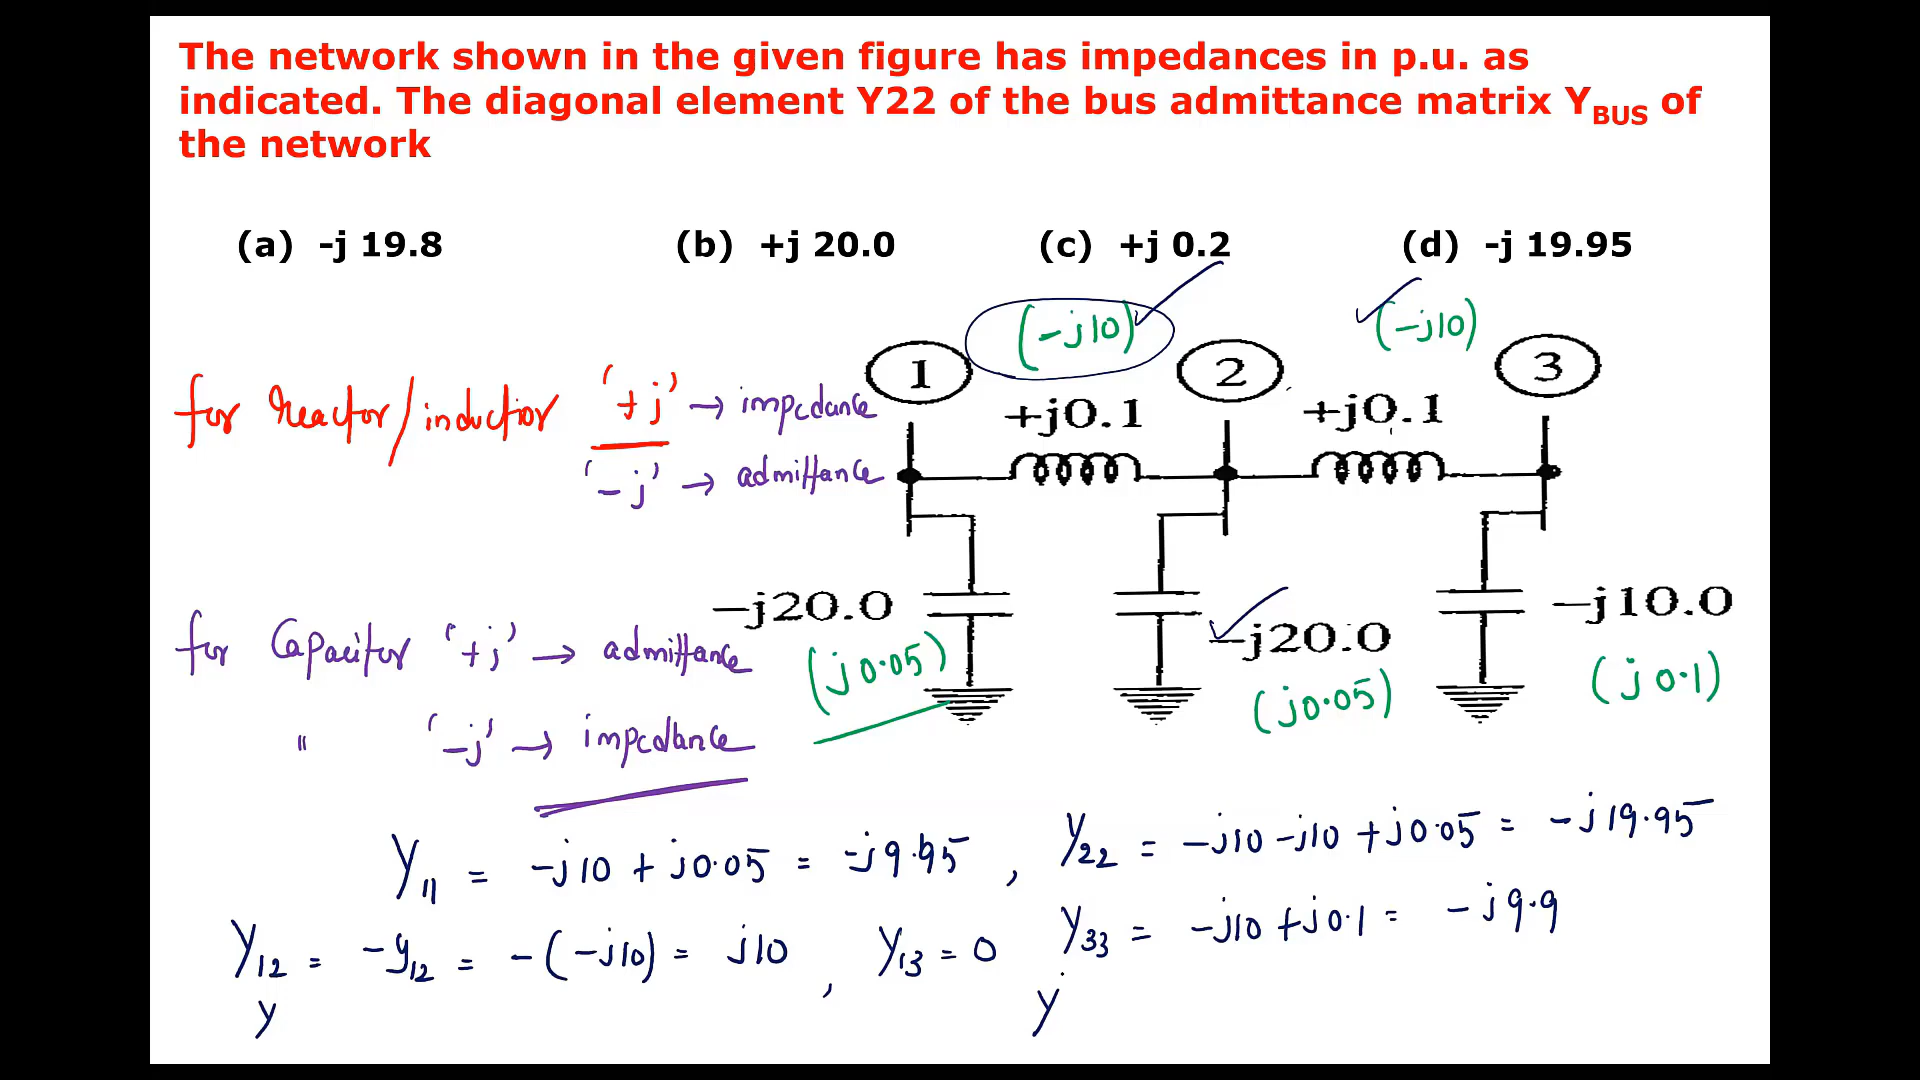 The network shown in the given figure has impedances in p.u. as
indicated. The diagonal element Y22 of the bus admittance matrix YBUS of
the network
(a) -j 19.8 (b) +j 20.0 (c) +j 0.2 (d) -j 19.95
(-j10) (-j10)
1 2 3
for Reactor/inductior '+j' → impedance
+j0.1 +j0.1
'-j' → admittance
-j20.0 -j20.0 -j10.0
for Capacitor '+j' → admittance
(j0.05) (j0.05) (j0.1)
" '-j' → impedance
Y11 = -j10 + j0.05 = -j9.95 , Y22 = -j10 -j10 + j0.05 = -j19.95
Y12 = -y12 = -(-j10) = j10 , Y13 = 0 Y33 = -j10 + j0.1 = -j9.9
Y Y